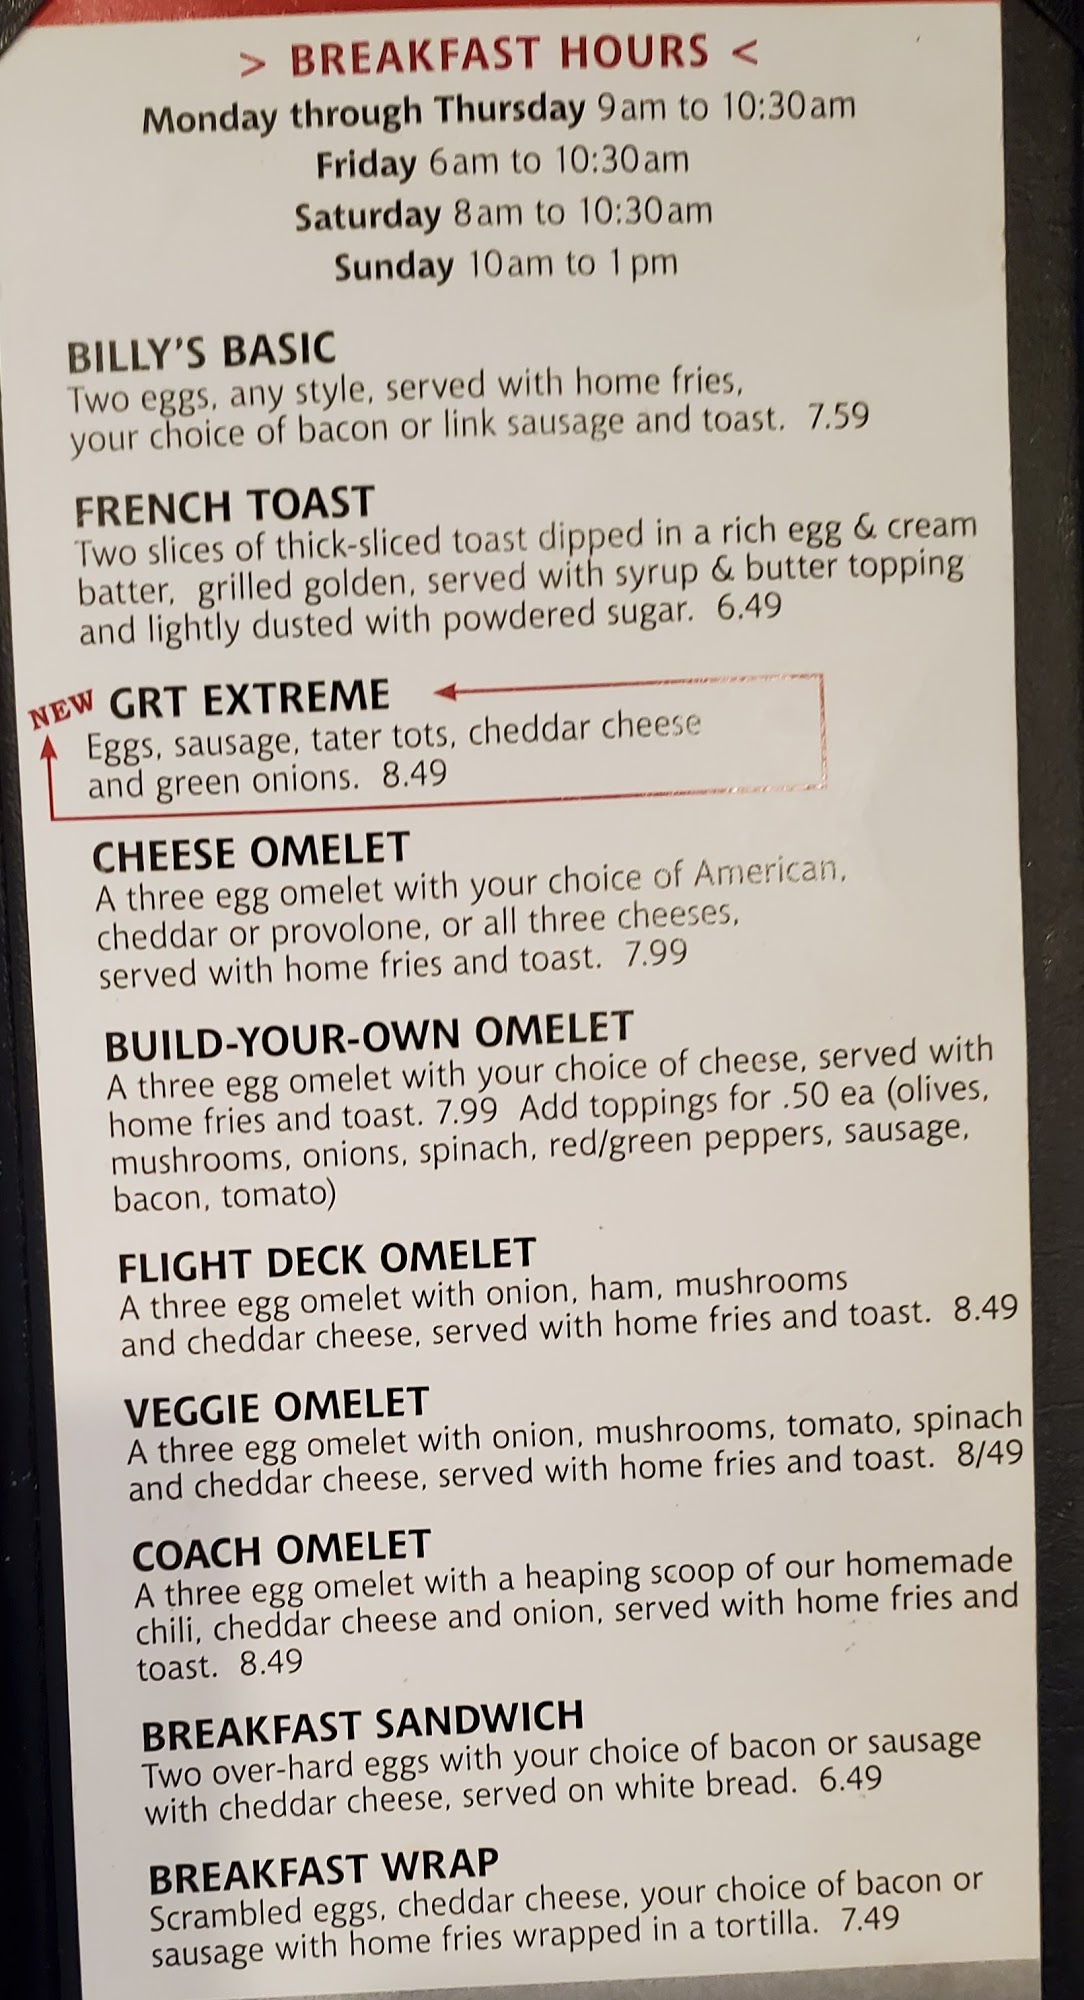 > BREAKFAST HOURS <
Monday through Thursday 9am to 10:30am
Friday 6am to 10:30am
Saturday 8am to 10:30am
Sunday 10am to 1pm
BILLY'S BASIC
Two eggs, any style, served with home fries,
your choice of bacon or link sausage and toast. 7.59
FRENCH TOAST
Two slices of thick-sliced toast dipped in a rich egg & cream
batter, grilled golden, served with syrup & butter topping
and lightly dusted with powdered sugar. 6.49
NEW GRT EXTREME
Eggs, sausage, tater tots, cheddar cheese
and green onions. 8.49
CHEESE OMELET
A three egg omelet with your choice of American,
cheddar or provolone, or all three cheeses,
served with home fries and toast. 7.99
BUILD-YOUR-OWN OMELET
A three egg omelet with your choice of cheese, served with
home fries and toast. 7.99 Add toppings for .50 ea (olives,
mushrooms, onions, spinach, red/green peppers, sausage,
bacon, tomato)
FLIGHT DECK OMELET
A three egg omelet with onion, ham, mushrooms
and cheddar cheese, served with home fries and toast. 8.49
VEGGIE OMELET
A three egg omelet with onion, mushrooms, tomato, spinach
and cheddar cheese, served with home fries and toast. 8/49
COACH OMELET
A three egg omelet with a heaping scoop of our homemade
chili, cheddar cheese and onion, served with home fries and
toast. 8.49
BREAKFAST SANDWICH
Two over-hard eggs with your choice of bacon or sausage
with cheddar cheese, served on white bread. 6.49
BREAKFAST WRAP
Scrambled eggs, cheddar cheese, your choice of bacon or
sausage with home fries wrapped in a tortilla. 7.49